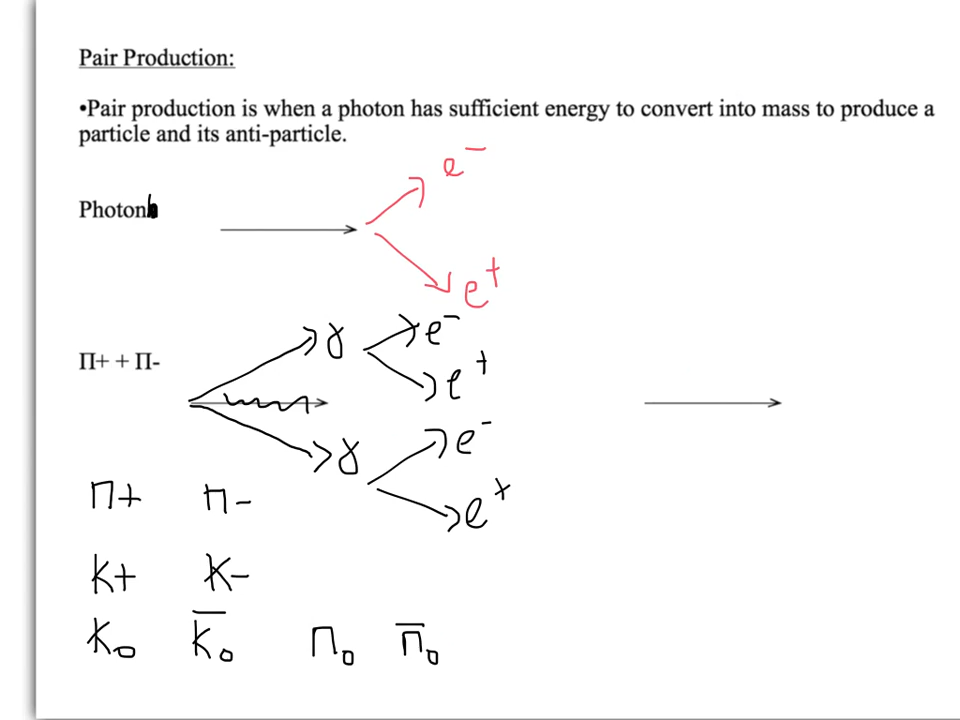 Pair Production:
•Pair production is when a photon has sufficient energy to convert into mass to produce a
particle and its anti-particle.
e-
Photon
e+
γ e-
Π+ + Π-
e+
γ e-
e+
Π+ Π-
K+ K-
K0 K̅0 Π0 Π̅0